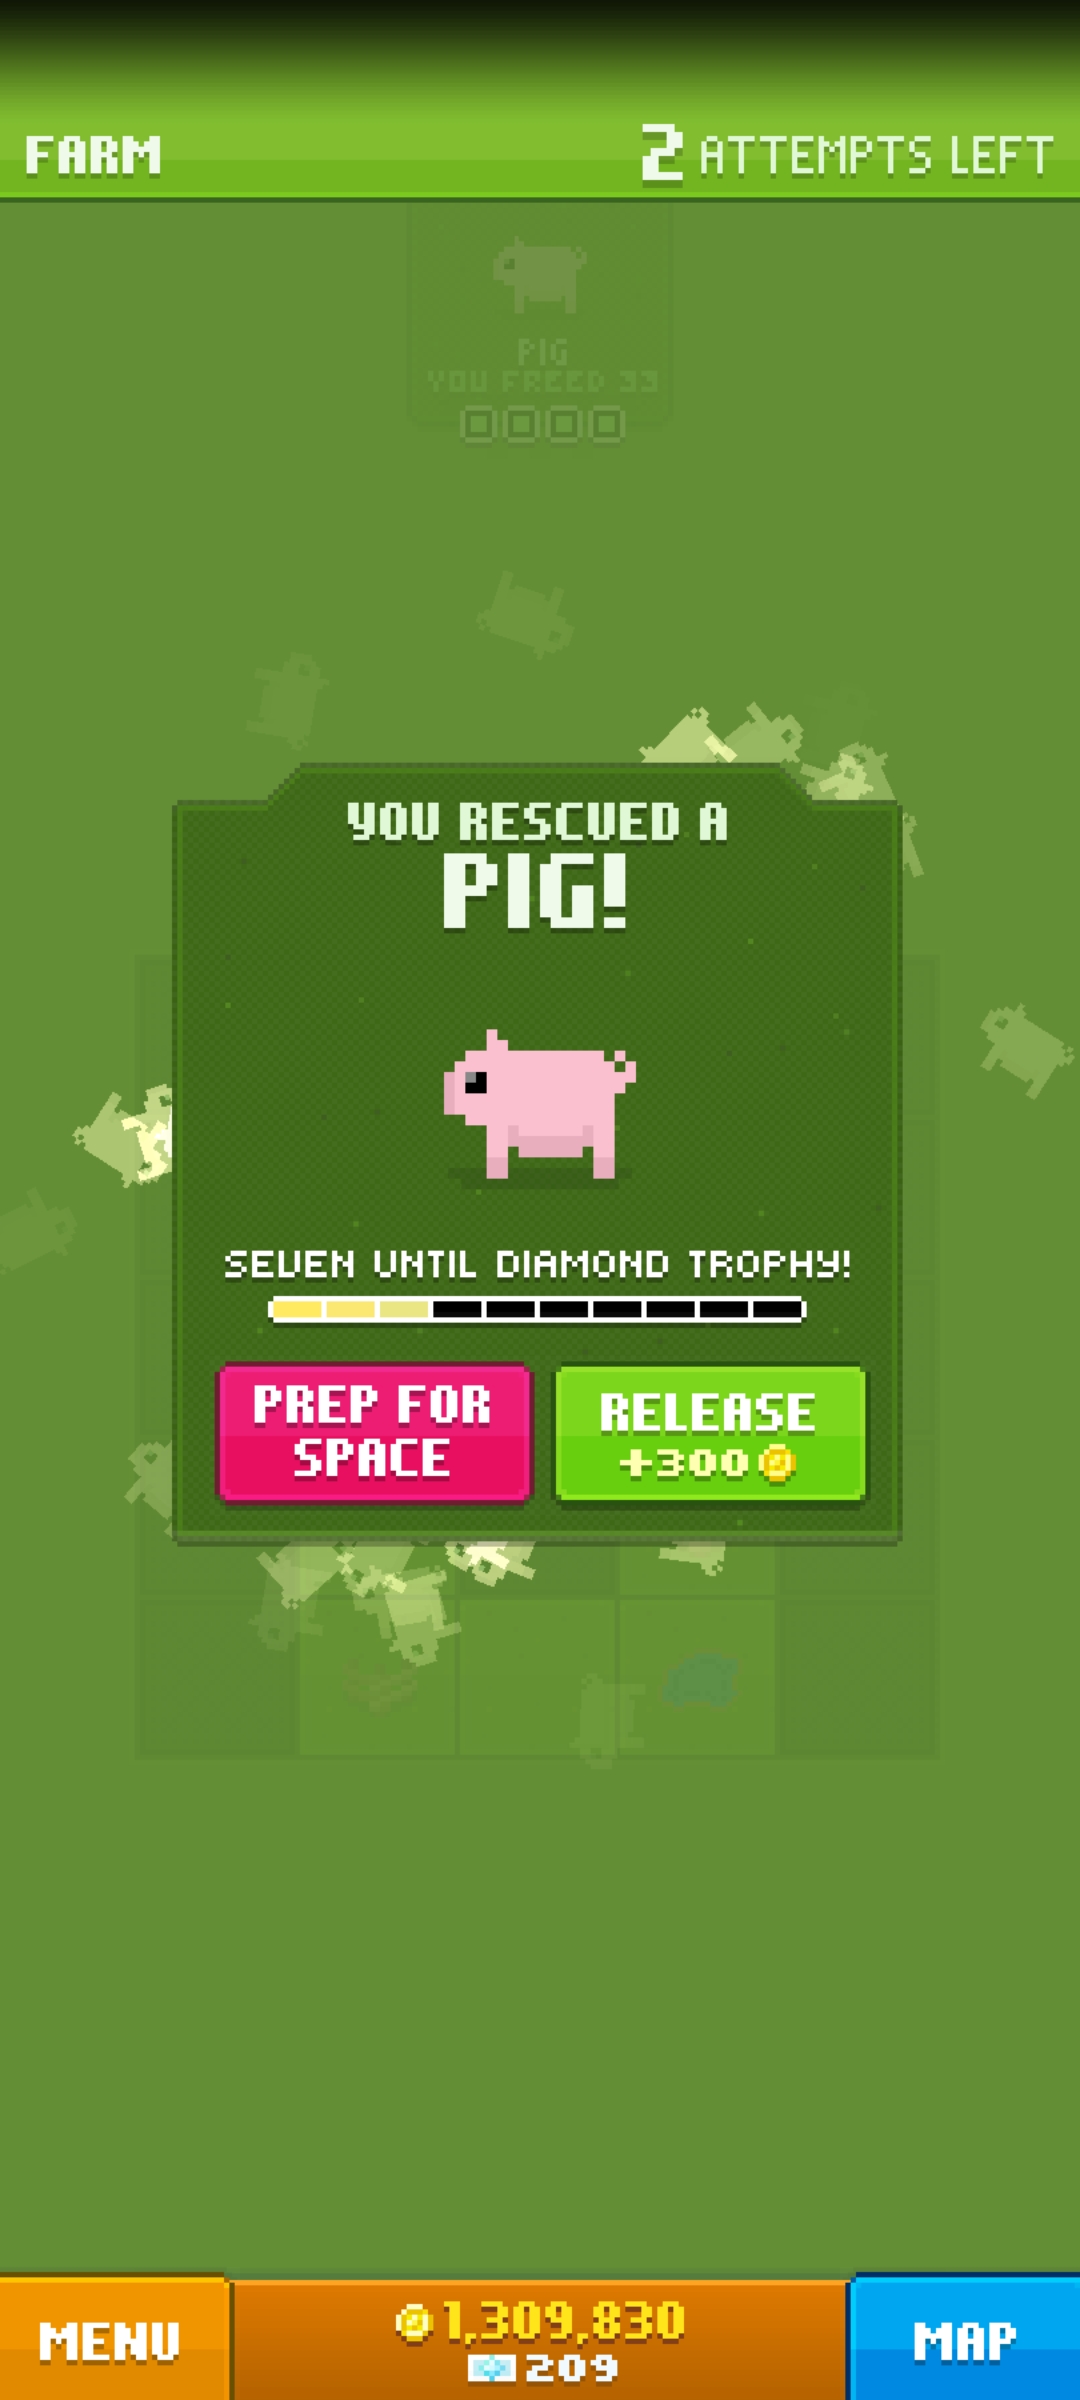 FARM
2 ATTEMPTS LEFT
PIG
YOU FREED 33
YOU RESCUED A
PIG!
SEVEN UNTIL DIAMOND TROPHY!
PREP FOR
SPACE
RELEASE
+300
MENU
1,309,830
209
MAP